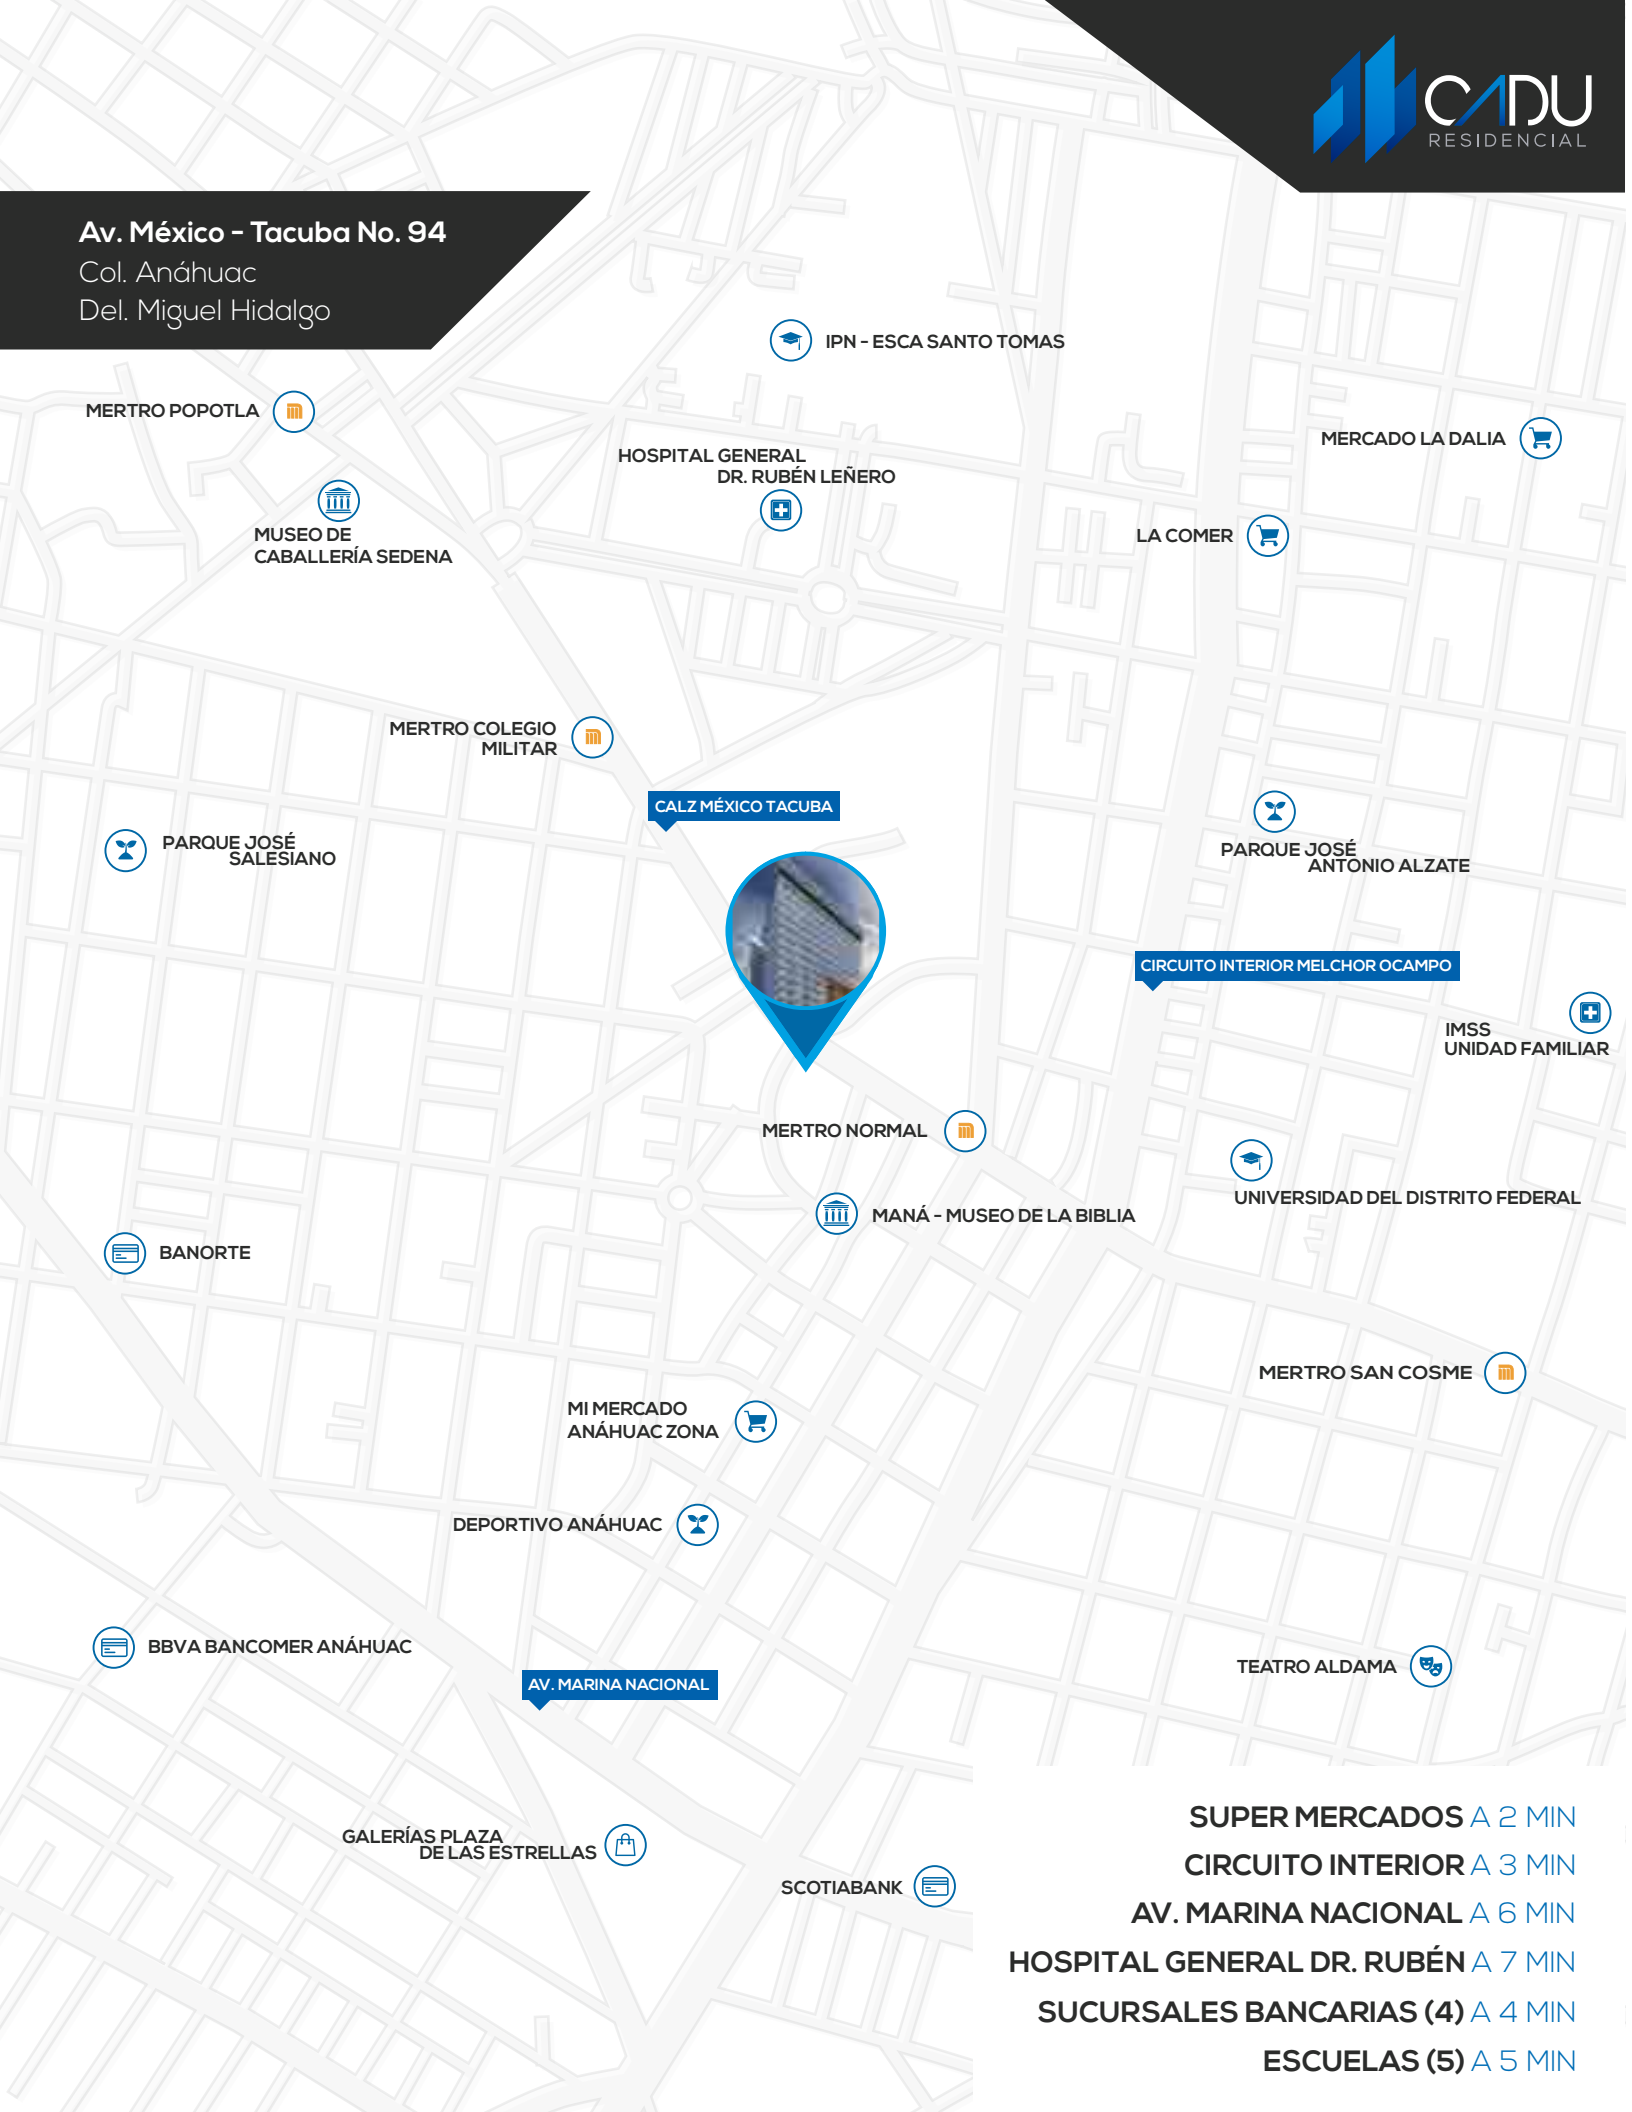 CADU
RESIDENCIAL
Av. México - Tacuba No. 94
Col. Anáhuac
Del. Miguel Hidalgo
IPN - ESCA SANTO TOMAS
MERTRO POPOTLA
MERCADO LA DALIA
HOSPITAL GENERAL
DR. RUBÉN LEÑERO
MUSEO DE
CABALLERÍA SEDENA
LA COMER
MERTRO COLEGIO
MILITAR
CALZ MÉXICO TACUBA
PARQUE JOSÉ
SALESIANO
PARQUE JOSÉ
ANTONIO ALZATE
CIRCUITO INTERIOR MELCHOR OCAMPO
IMSS
UNIDAD FAMILIAR
MERTRO NORMAL
UNIVERSIDAD DEL DISTRITO FEDERAL
MANÁ - MUSEO DE LA BIBLIA
BANORTE
MERTRO SAN COSME
MI MERCADO
ANÁHUAC ZONA
DEPORTIVO ANÁHUAC
BBVA BANCOMER ANÁHUAC
TEATRO ALDAMA
AV. MARINA NACIONAL
GALERÍAS PLAZA
DE LAS ESTRELLAS
SCOTIABANK
SUPER MERCADOS A 2 MIN
CIRCUITO INTERIOR A 3 MIN
AV. MARINA NACIONAL A 6 MIN
HOSPITAL GENERAL DR. RUBÉN A 7 MIN
SUCURSALES BANCARIAS (4) A 4 MIN
ESCUELAS (5) A 5 MIN